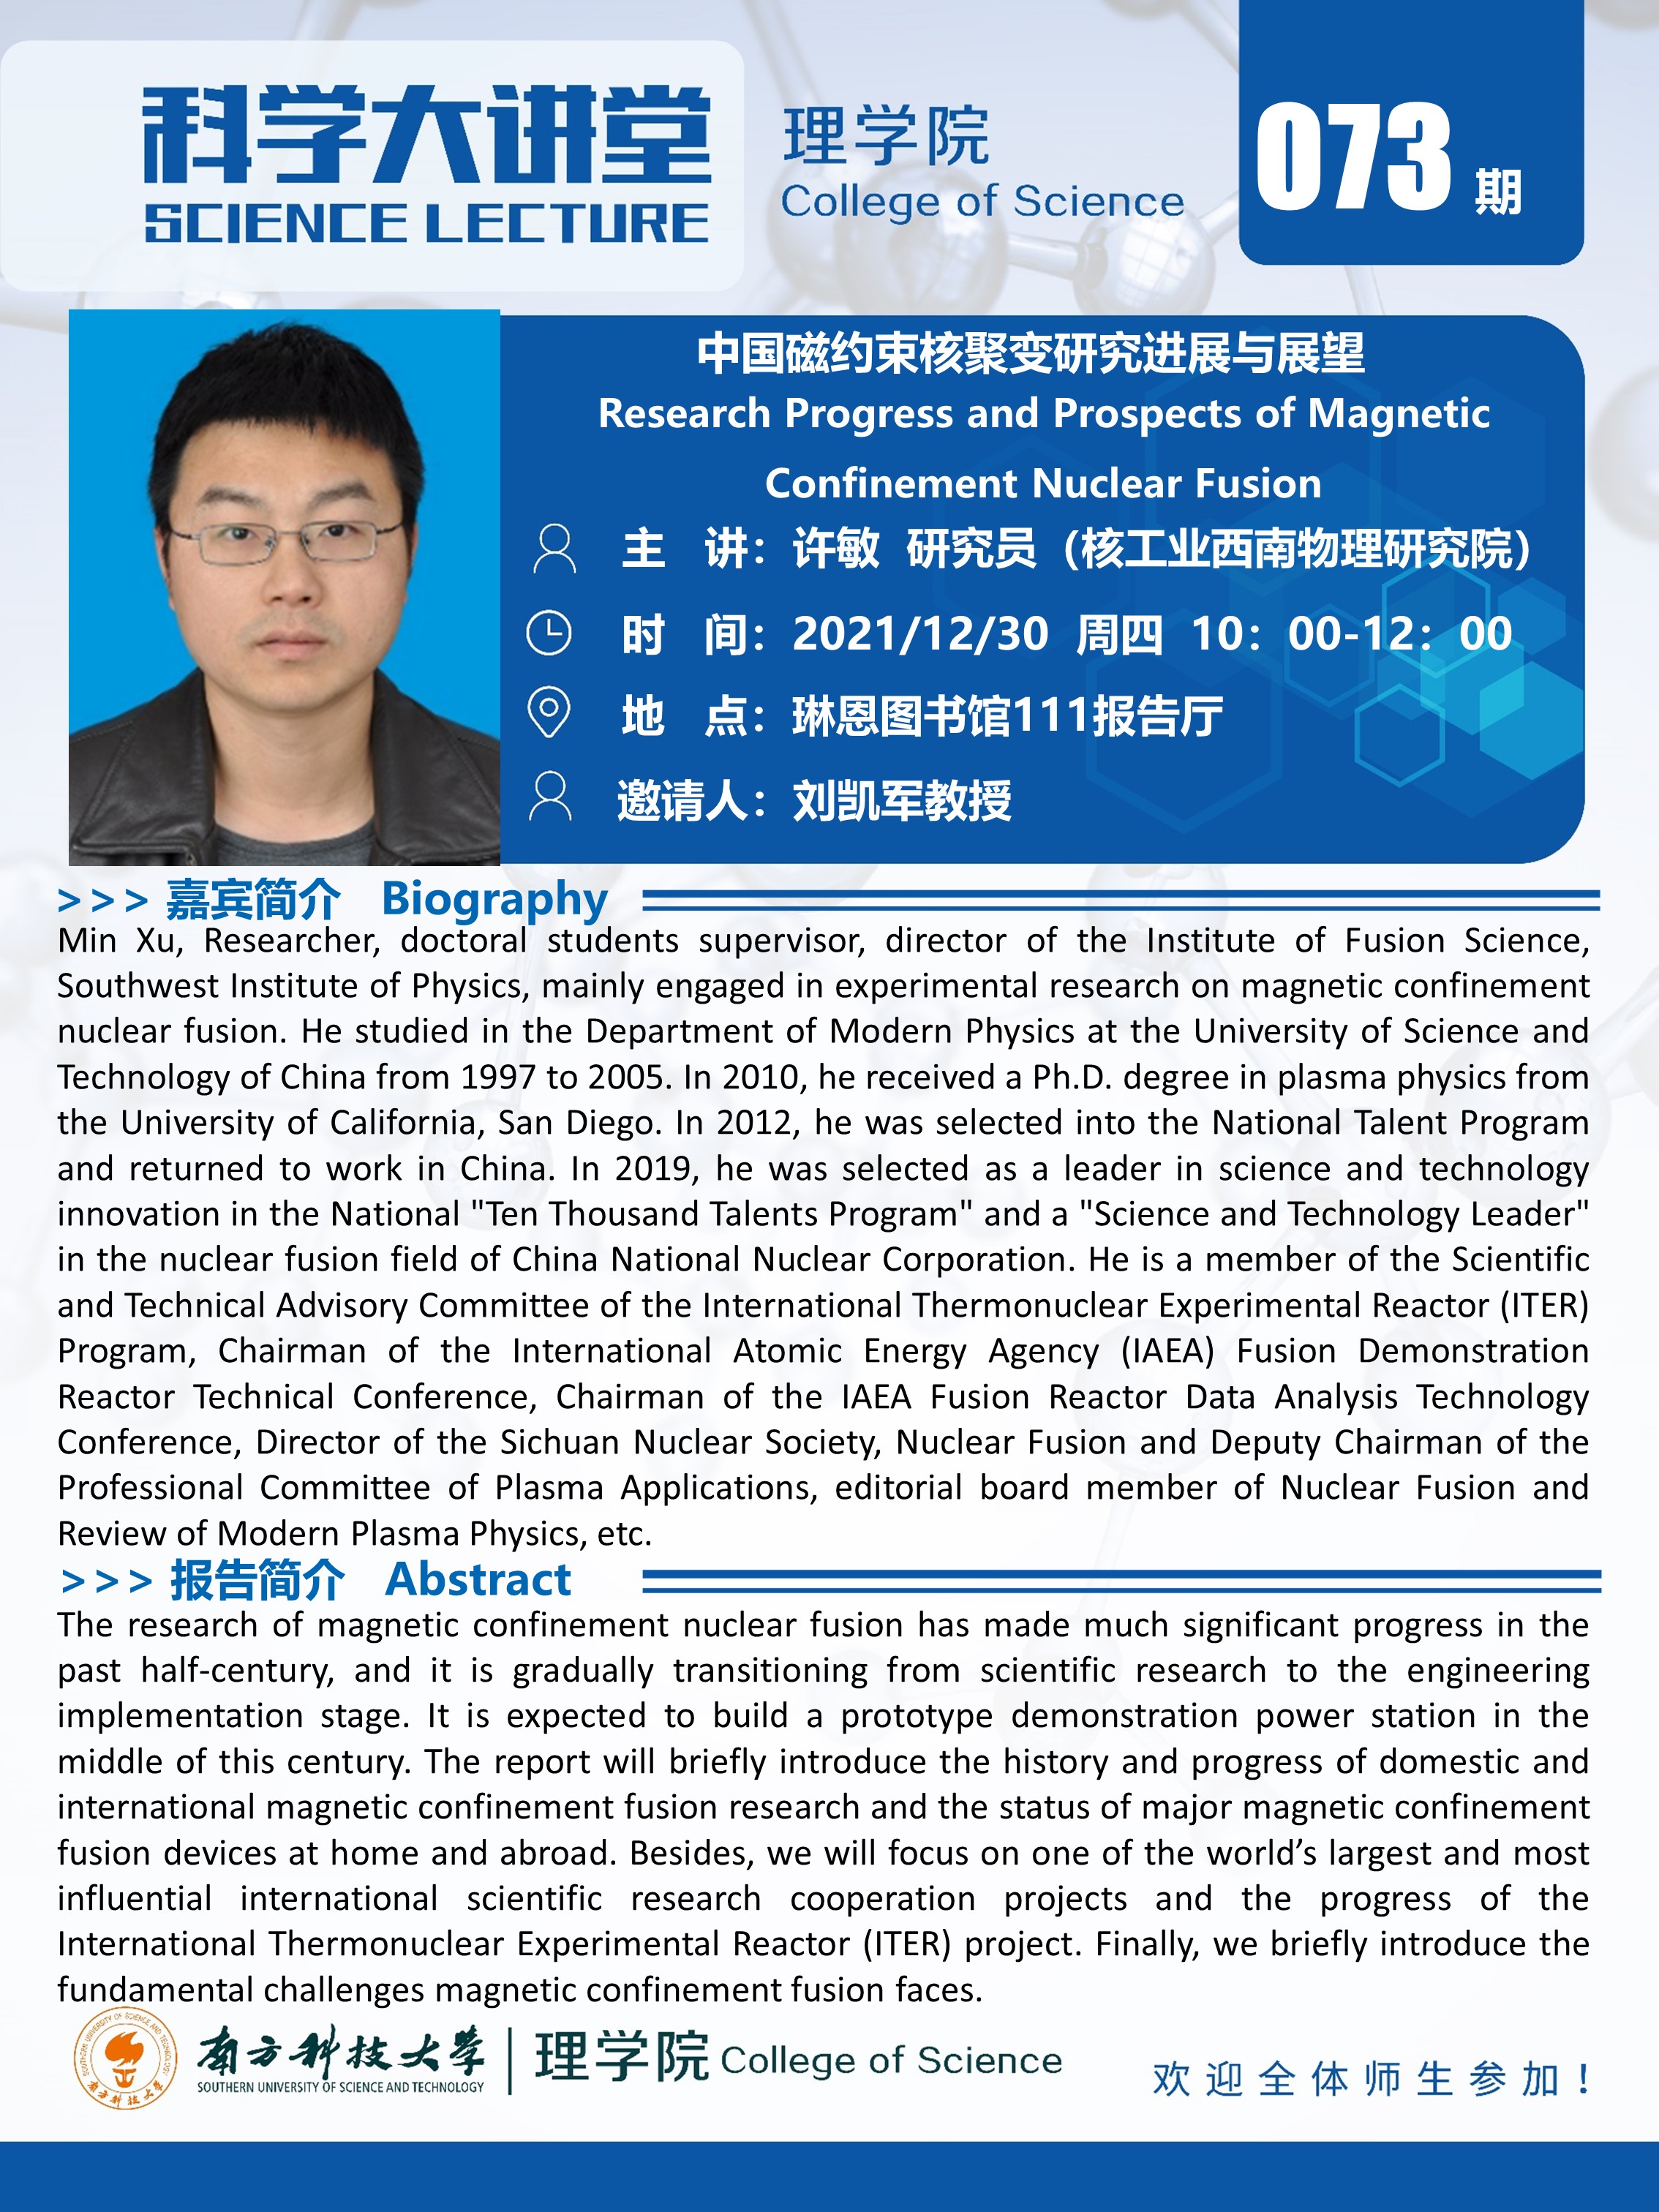 科学大讲堂
SCIENCE LECTURE
理学院
College of Science
073 期
中国磁约束核聚变研究进展与展望
Research Progress and Prospects of Magnetic
Confinement Nuclear Fusion
主 讲：许敏 研究员（核工业西南物理研究院）
时 间：2021/12/30 周四 10：00-12：00
地 点：琳恩图书馆111报告厅
邀请人：刘凯军教授
>>> 嘉宾简介 Biography
Min Xu, Researcher, doctoral students supervisor, director of the Institute of Fusion Science,
Southwest Institute of Physics, mainly engaged in experimental research on magnetic confinement
nuclear fusion. He studied in the Department of Modern Physics at the University of Science and
Technology of China from 1997 to 2005. In 2010, he received a Ph.D. degree in plasma physics from
the University of California, San Diego. In 2012, he was selected into the National Talent Program
and returned to work in China. In 2019, he was selected as a leader in science and technology
innovation in the National "Ten Thousand Talents Program" and a "Science and Technology Leader"
in the nuclear fusion field of China National Nuclear Corporation. He is a member of the Scientific
and Technical Advisory Committee of the International Thermonuclear Experimental Reactor (ITER)
Program, Chairman of the International Atomic Energy Agency (IAEA) Fusion Demonstration
Reactor Technical Conference, Chairman of the IAEA Fusion Reactor Data Analysis Technology
Conference, Director of the Sichuan Nuclear Society, Nuclear Fusion and Deputy Chairman of the
Professional Committee of Plasma Applications, editorial board member of Nuclear Fusion and
Review of Modern Plasma Physics, etc.
>>> 报告简介 Abstract
The research of magnetic confinement nuclear fusion has made much significant progress in the
past half-century, and it is gradually transitioning from scientific research to the engineering
implementation stage. It is expected to build a prototype demonstration power station in the
middle of this century. The report will briefly introduce the history and progress of domestic and
international magnetic confinement fusion research and the status of major magnetic confinement
fusion devices at home and abroad. Besides, we will focus on one of the world’s largest and most
influential international scientific research cooperation projects and the progress of the
International Thermonuclear Experimental Reactor (ITER) project. Finally, we briefly introduce the
fundamental challenges magnetic confinement fusion faces.
SOUTHERN UNIVERSITY OF SCIENCE AND TECHNOLOGY
南方科技大学
南方科技大学
SOUTHERN UNIVERSITY OF SCIENCE AND TECHNOLOGY
理学院 College of Science
欢迎全体师生参加！